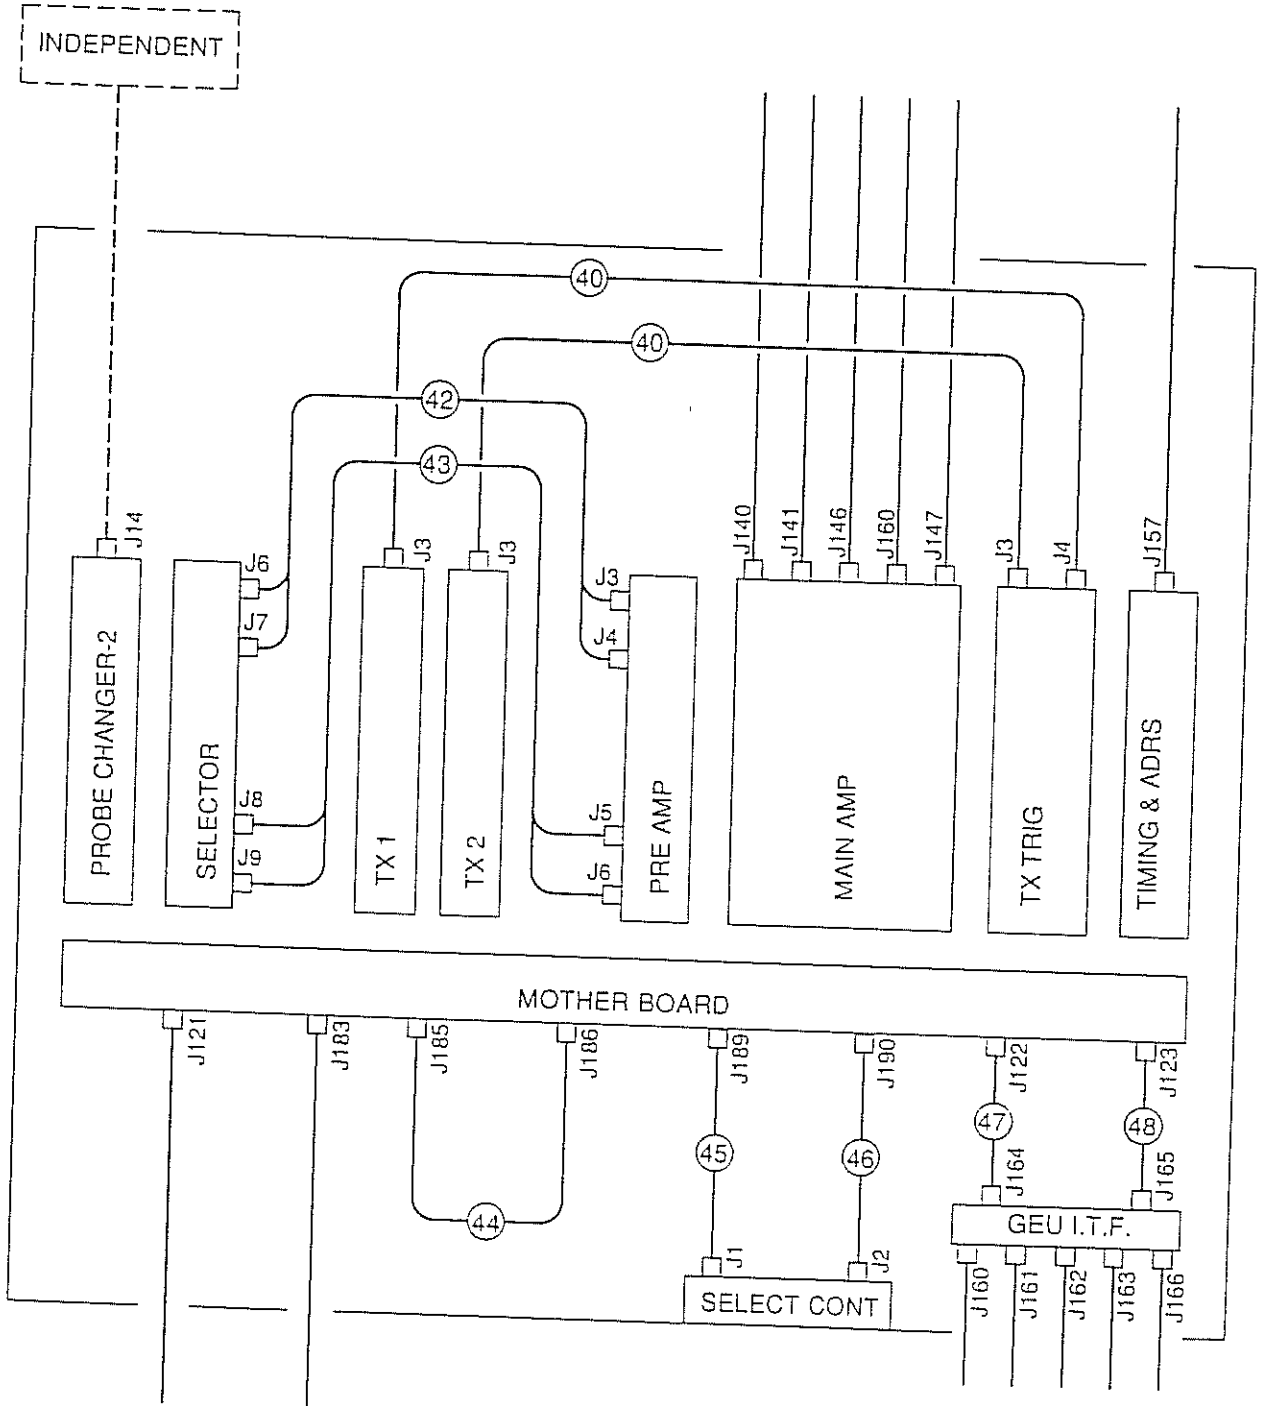 INDEPENDENT
40
40
42
43
J14
J6
J7
J8
J9
J3
J3
J3
J4
J5
J6
J140
J141
J146
J160
J147
J3
J4
J157
PROBE CHANGER-2
SELECTOR
TX 1
TX 2
PRE AMP
MAIN AMP
TX TRIG
TIMING & ADRS
MOTHER BOARD
J121
J183
J185
J186
J189
J190
J122
J123
44
45
46
47
48
J164
J165
GEU I.T.F.
J1
J2
SELECT CONT
J160
J161
J162
J163
J166